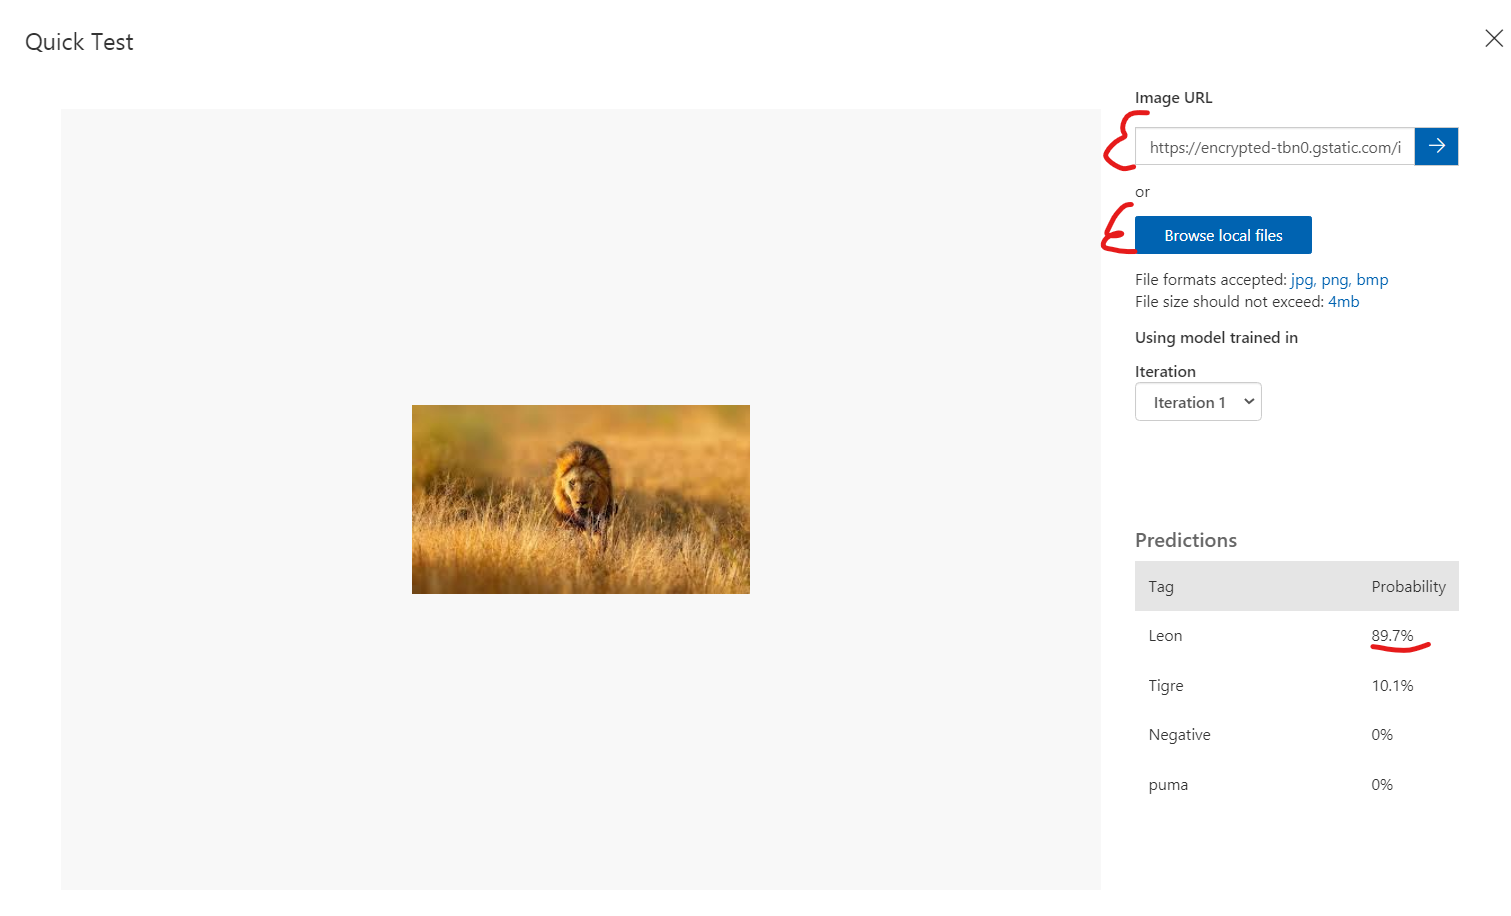 Quick Test
Image URL
https://encrypted-tbn0.gstatic.com/i
or
Browse local files
File formats accepted: jpg, png, bmp
File size should not exceed: 4mb
Using model trained in
Iteration
Iteration 1
Predictions
Tag Probability
Leon 89.7%
Tigre 10.1%
Negative 0%
puma 0%